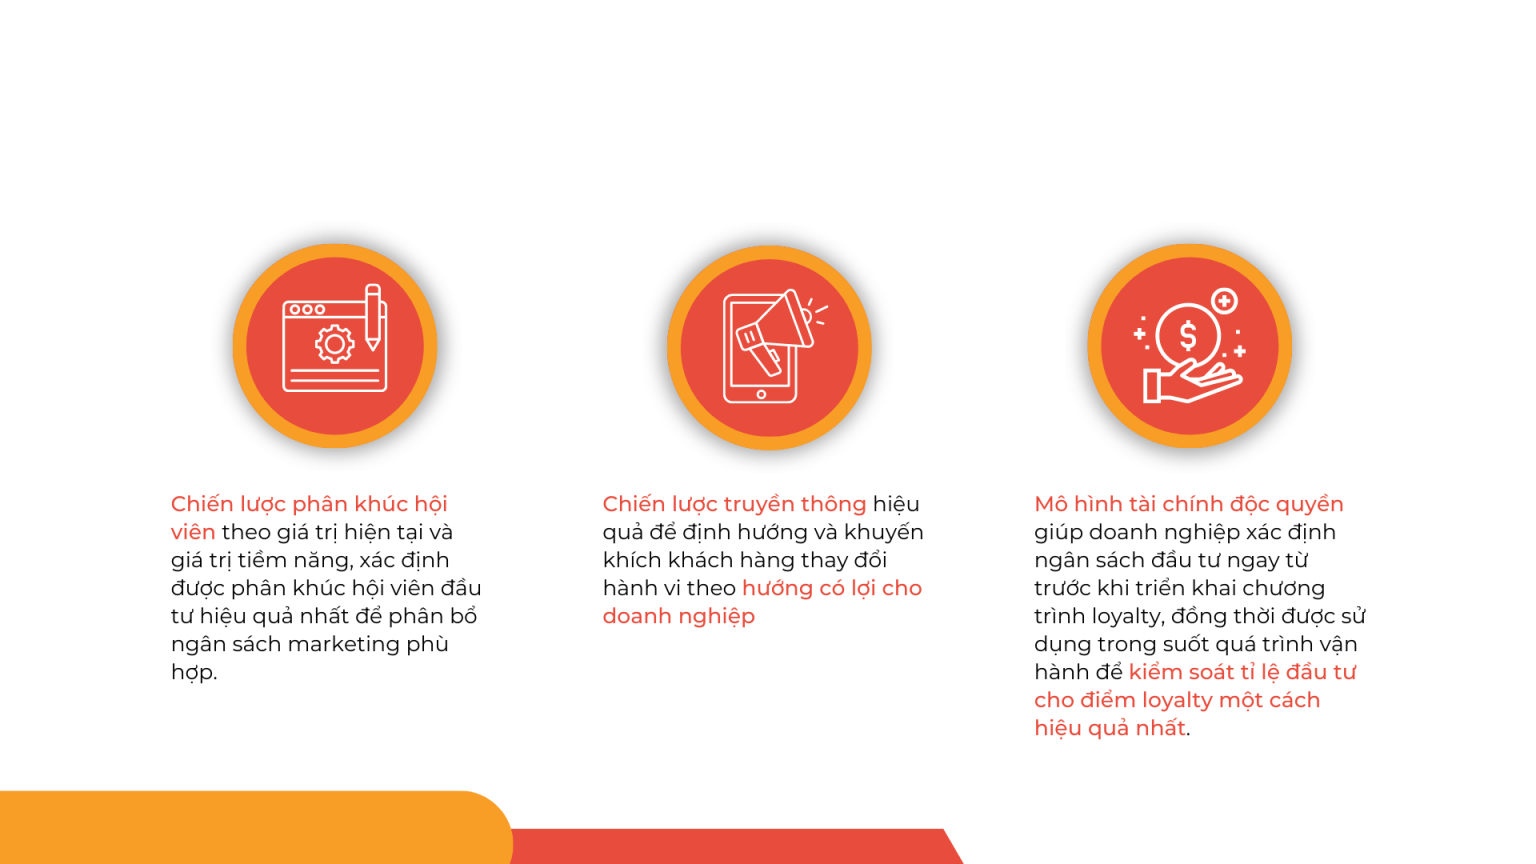 Chiến lược phân khúc hội
viên theo giá trị hiện tại và
giá trị tiềm năng, xác định
được phân khúc hội viên đầu
tư hiệu quả nhất để phân bổ
ngân sách marketing phù
hợp.
Chiến lược truyền thông hiệu
quả để định hướng và khuyến
khích khách hàng thay đổi
hành vi theo hướng có lợi cho
doanh nghiệp
Mô hình tài chính độc quyền
giúp doanh nghiệp xác định
ngân sách đầu tư ngay từ
trước khi triển khai chương
trình loyalty, đồng thời được sử
dụng trong suốt quá trình vận
hành để kiểm soát tỉ lệ đầu tư
cho điểm loyalty một cách
hiệu quả nhất.